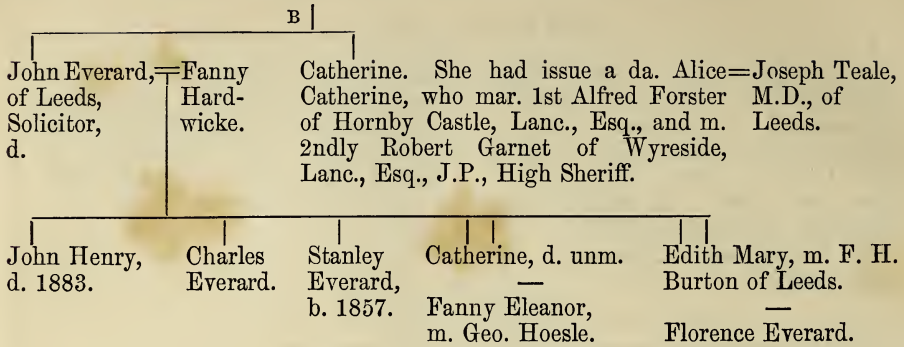 B
John Everard,=Fanny
of Leeds, Hard-
Solicitor, wicke.
d.
Catherine. She had issue a da. Alice=Joseph Teale,
Catherine, who mar. 1st Alfred Forster M.D., of
of Hornby Castle, Lanc., Esq., and m. Leeds.
2ndly Robert Garnet of Wyreside,
Lanc., Esq., J.P., High Sheriff.
John Henry,
d. 1883.
Charles
Everard.
Stanley
Everard,
b. 1857.
Catherine, d. unm.
—
Fanny Eleanor,
m. Geo. Hoesle.
Edith Mary, m. F. H.
Burton of Leeds.
—
Florence Everard.